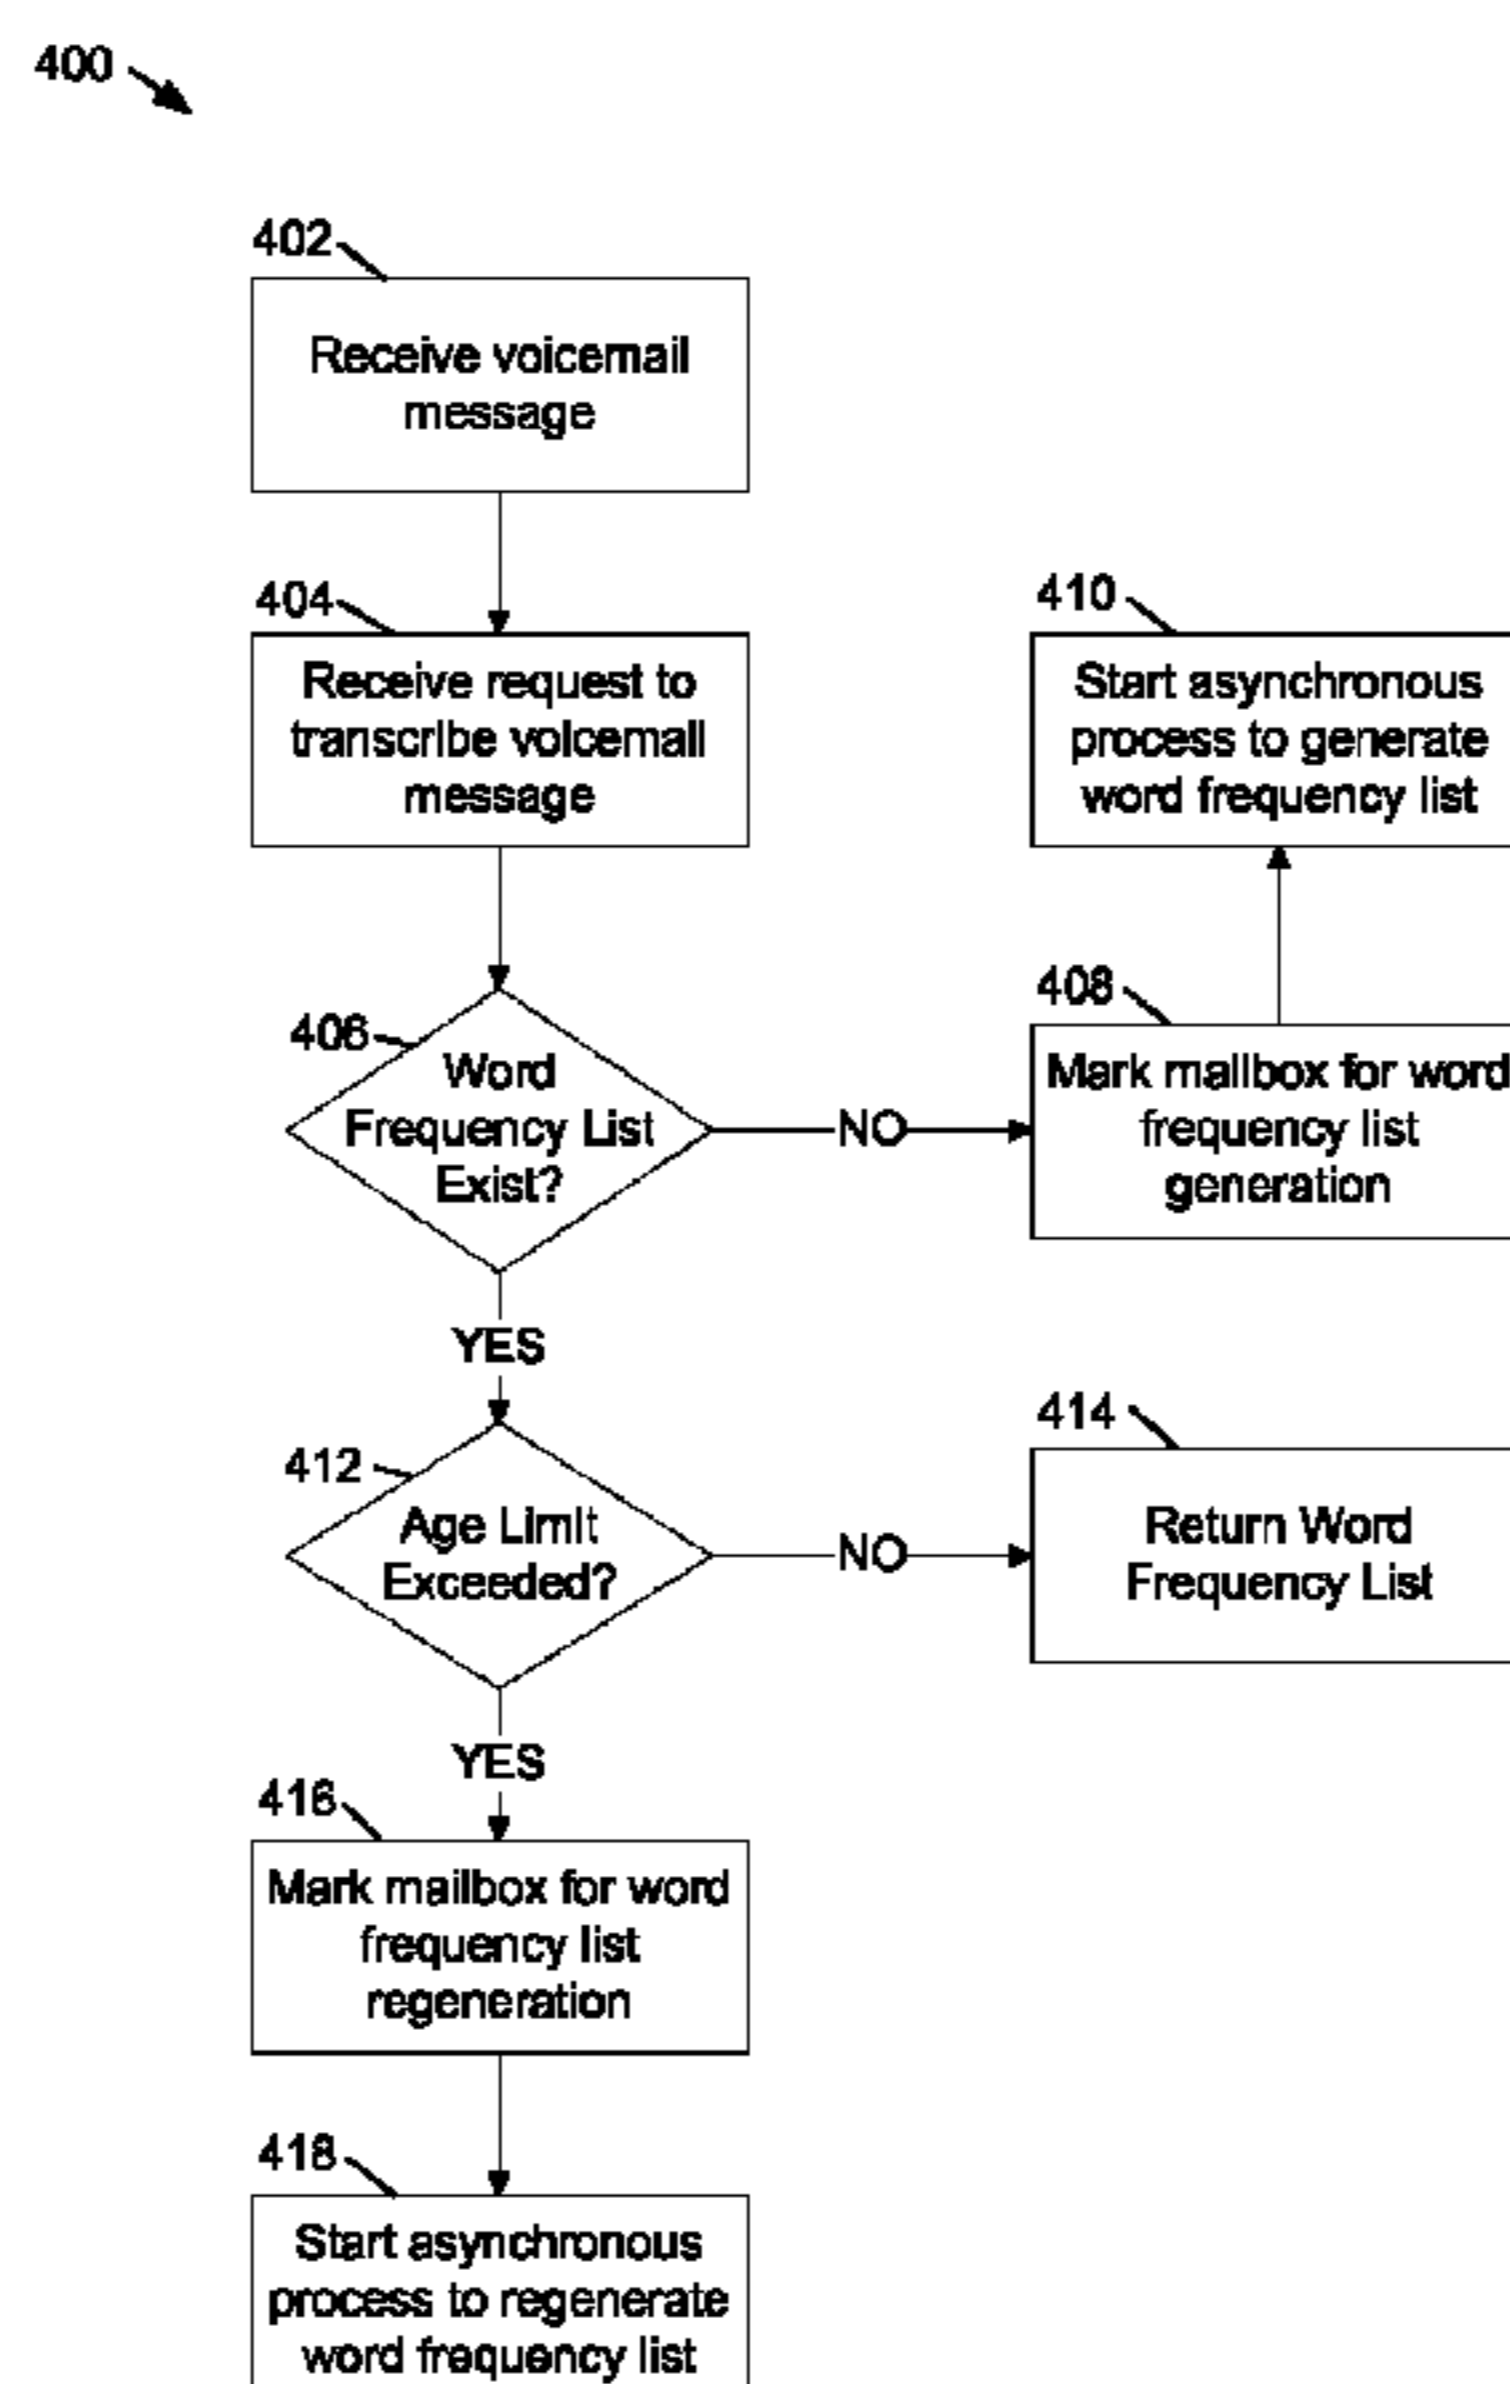 400
402
Receive voicemail
message
404
Receive request to
transcribe voicemail
message
410
Start asynchronous
process to generate
word frequency list
406
Word
Frequency List
Exist?
NO
408
Mark mailbox for word
frequency list
generation
YES
412
Age Limit
Exceeded?
NO
414
Return Word
Frequency List
YES
416
Mark mailbox for word
frequency list
regeneration
418
Start asynchronous
process to regenerate
word frequency list